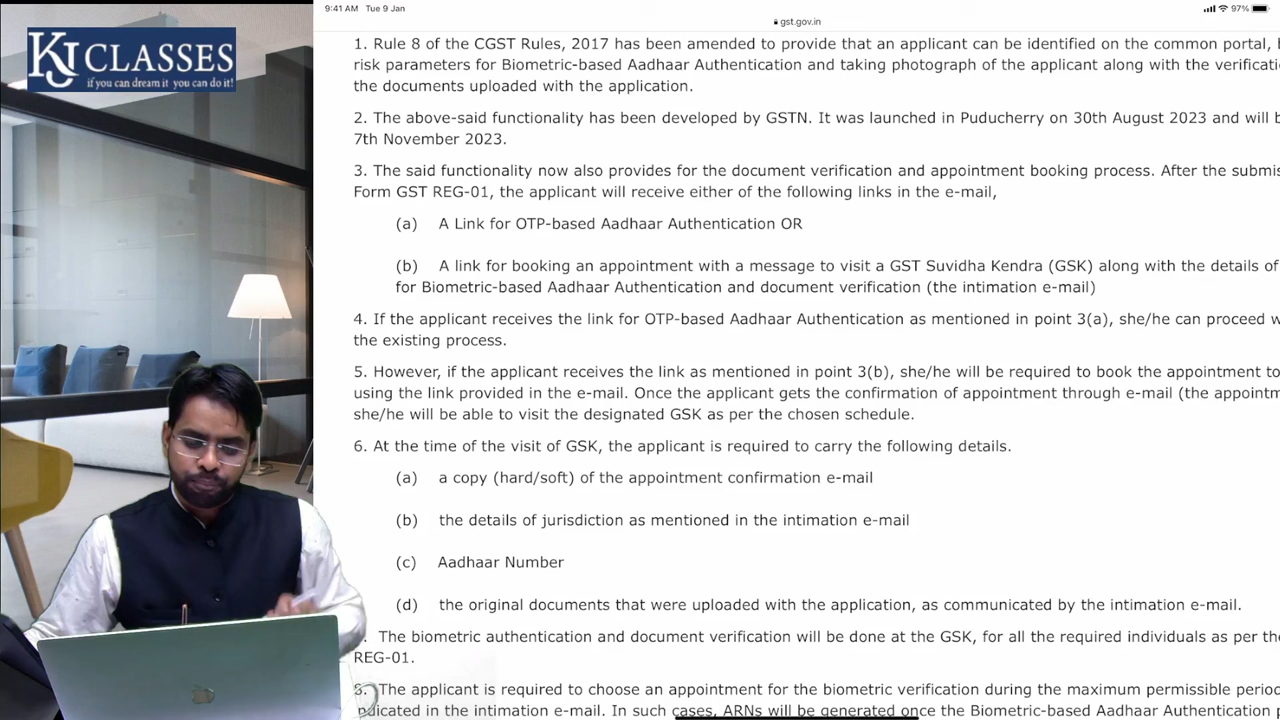 9:41 AM Tue 9 Jan
97%
gst.gov.in
KJ CLASSES
if you can dream it you can do it!
1. Rule 8 of the CGST Rules, 2017 has been amended to provide that an applicant can be identified on the common portal,
risk parameters for Biometric-based Aadhaar Authentication and taking photograph of the applicant along with the
the documents uploaded with the application.
2. The above-said functionality has been developed by GSTN. It was launched in Puducherry on 30th August 2023 and will
7th November 2023.
3. The said functionality now also provides for the document verification and appointment booking process. After the
Form GST REG-01, the applicant will receive either of the following links in the e-mail,
(a) A Link for OTP-based Aadhaar Authentication OR
(b) A link for booking an appointment with a message to visit a GST Suvidha Kendra (GSK) along with the details of
for Biometric-based Aadhaar Authentication and document verification (the intimation e-mail)
4. If the applicant receives the link for OTP-based Aadhaar Authentication as mentioned in point 3(a), she/he can proceed
the existing process.
5. However, if the applicant receives the link as mentioned in point 3(b), she/he will be required to book the appointment to
using the link provided in the e-mail. Once the applicant gets the confirmation of appointment through e-mail (the
she/he will be able to visit the designated GSK as per the chosen schedule.
6. At the time of the visit of GSK, the applicant is required to carry the following details.
(a) a copy (hard/soft) of the appointment confirmation e-mail
(b) the details of jurisdiction as mentioned in the intimation e-mail
(c) Aadhaar Number
(d) the original documents that were uploaded with the application, as communicated by the intimation e-mail.
The biometric authentication and document verification will be done at the GSK, for all the required individuals as per the
REG-01.
8. The applicant is required to choose an appointment for the biometric verification during the maximum permissible
indicated in the intimation e-mail. In such cases, ARNs will be generated once the Biometric-based Aadhaar Authentication